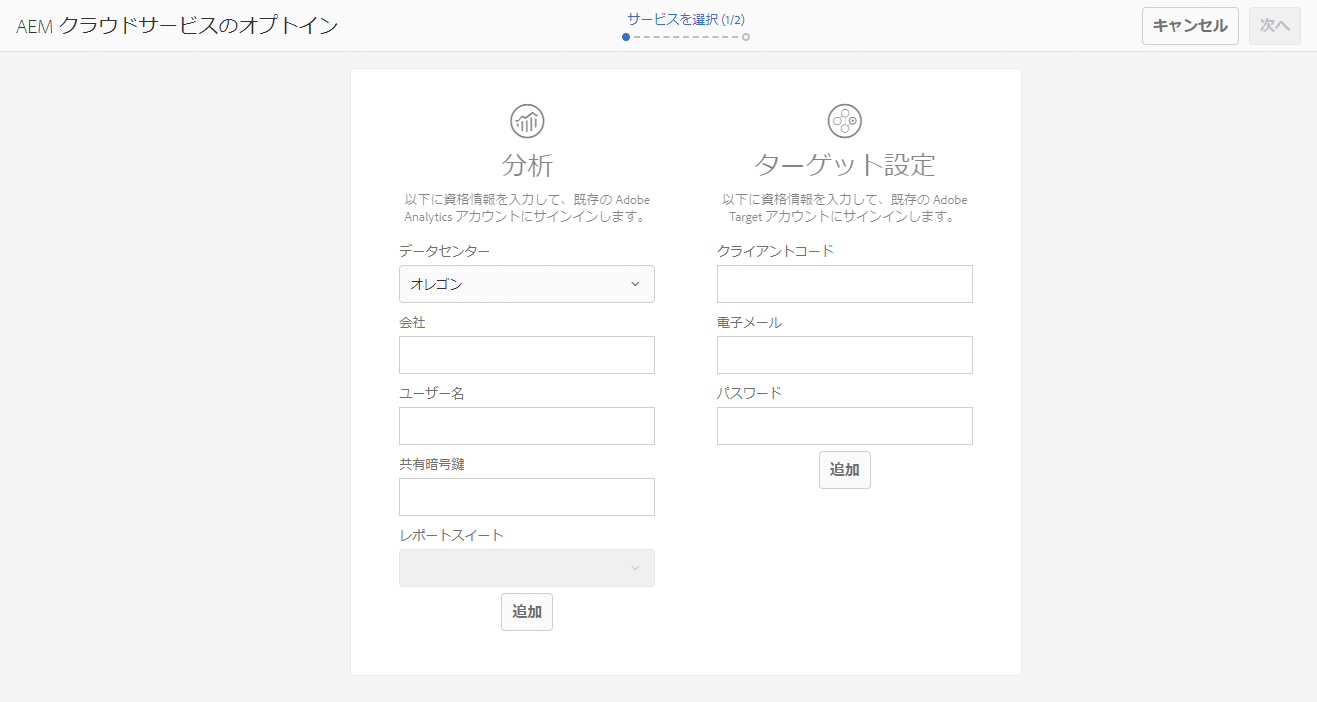 AEM クラウドサービスのオプトイン
サービスを選択 (1/2)
キャンセル
次へ
分析
以下に資格情報を入力して、既存の Adobe
Analytics アカウントにサインインします。
データセンター
オレゴン
会社
ユーザー名
共有暗号鍵
レポートスイート
追加
ターゲット設定
以下に資格情報を入力して、既存の Adobe
Target アカウントにサインインします。
クライアントコード
電子メール
パスワード
追加